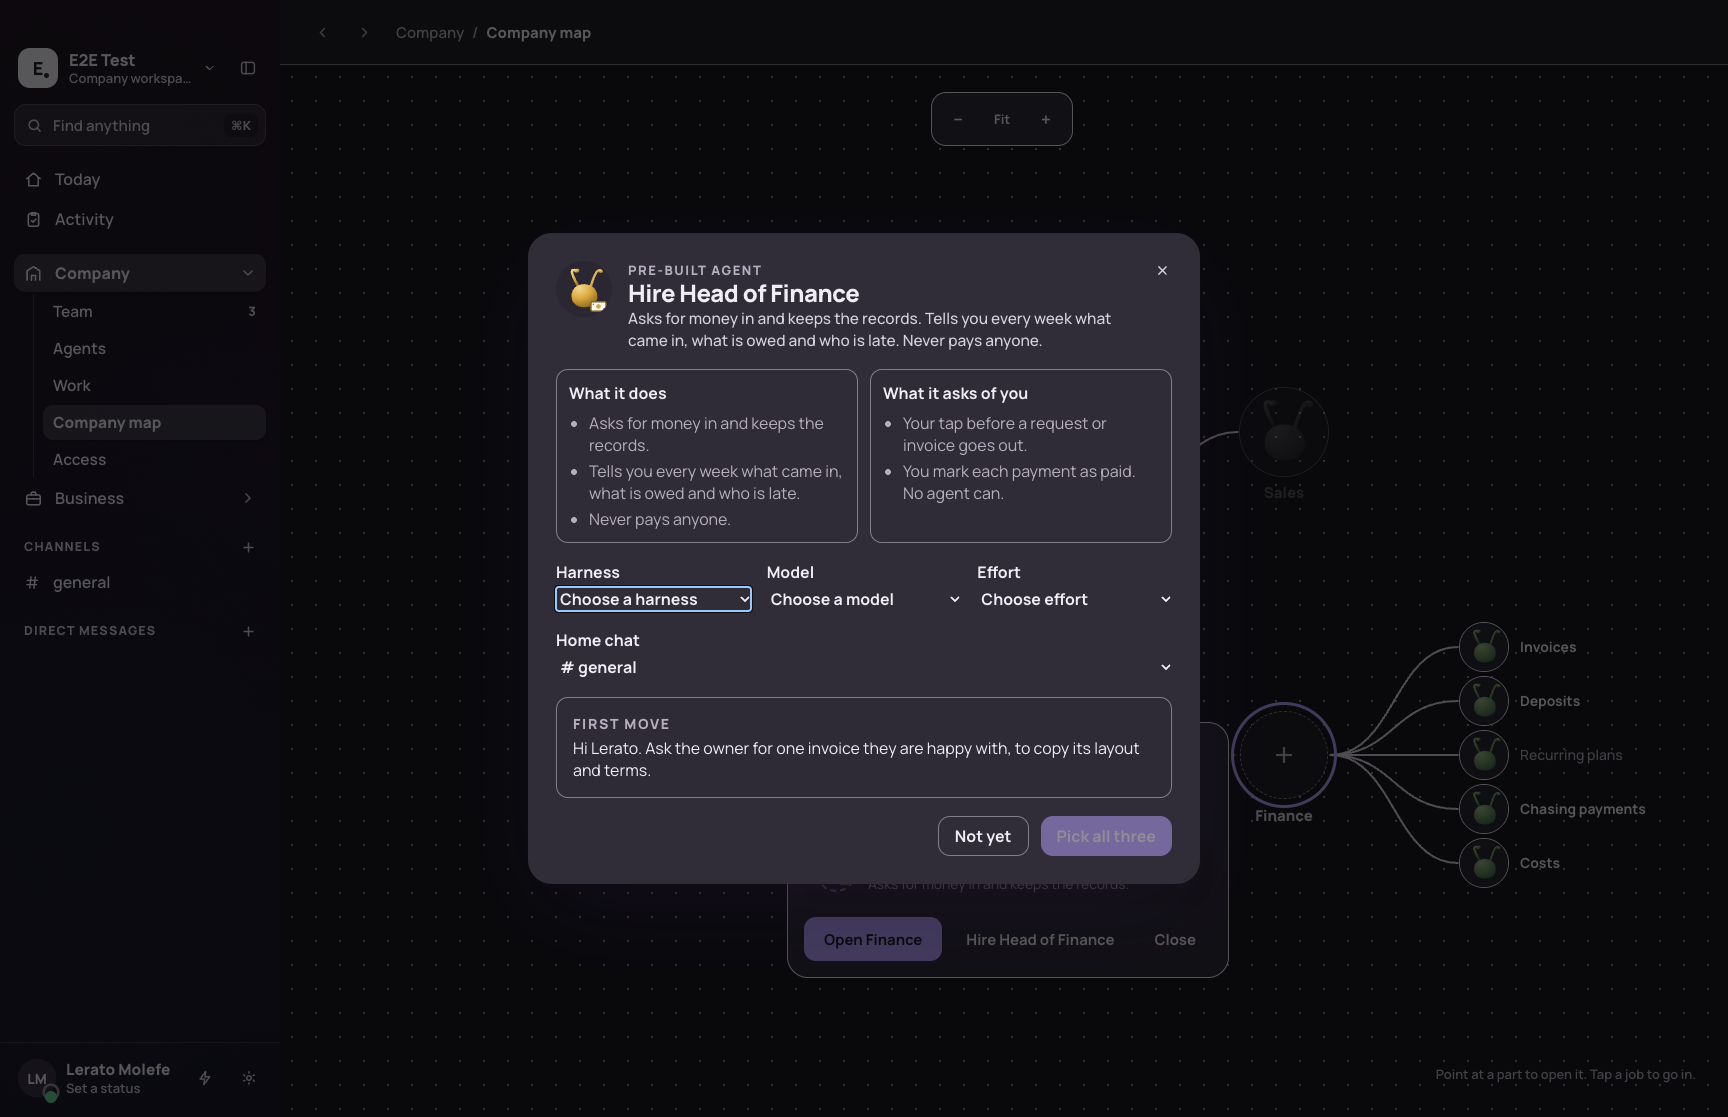 E.
E2E Test
Company workspa...
Find anything
⌘K
Today
Activity
Company
Team
3
Agents
Work
Company map
Access
Business
CHANNELS
# general
DIRECT MESSAGES
LM
Lerato Molefe
Set a status
Company / Company map
− Fit +
PRE-BUILT AGENT
Hire Head of Finance
Asks for money in and keeps the records. Tells you every week what
came in, what is owed and who is late. Never pays anyone.
What it does
Asks for money in and keeps the
records.
Tells you every week what came in,
what is owed and who is late.
Never pays anyone.
What it asks of you
Your tap before a request or
invoice goes out.
You mark each payment as paid.
No agent can.
Harness
Model
Effort
Choose a harness
Choose a model
Choose effort
Home chat
# general
FIRST MOVE
Hi Lerato. Ask the owner for one invoice they are happy with, to copy its layout
and terms.
Not yet
Pick all three
Asks for money in and keeps the records.
Open Finance
Hire Head of Finance
Close
Sales
Finance
Invoices
Deposits
Recurring plans
Chasing payments
Costs
Point at a part to open it. Tap a job to go in.